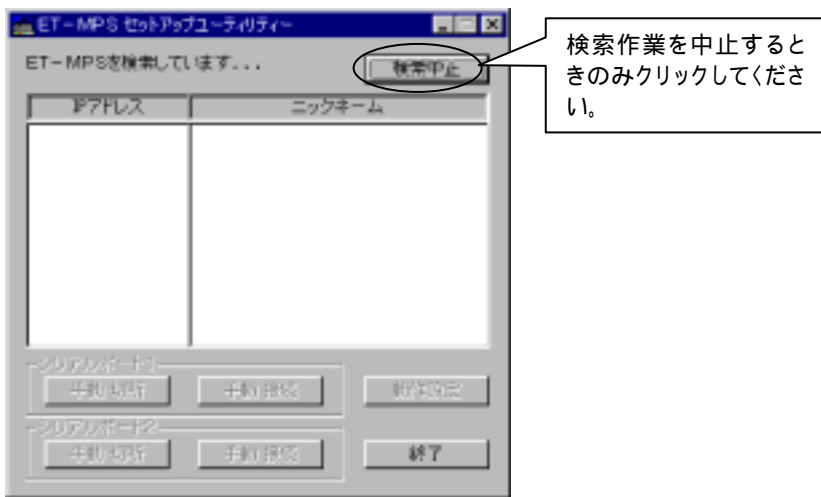 ET－MPS セットアップユーティリティー
ET－MPSを検索しています...
検索中止
検索作業を中止すると
きのみクリックしてくださ
い。
IPアドレス ニックネーム
シリアルポート1
手動切断 手動接続 動作設定
シリアルポート2
手動切断 手動接続 終了